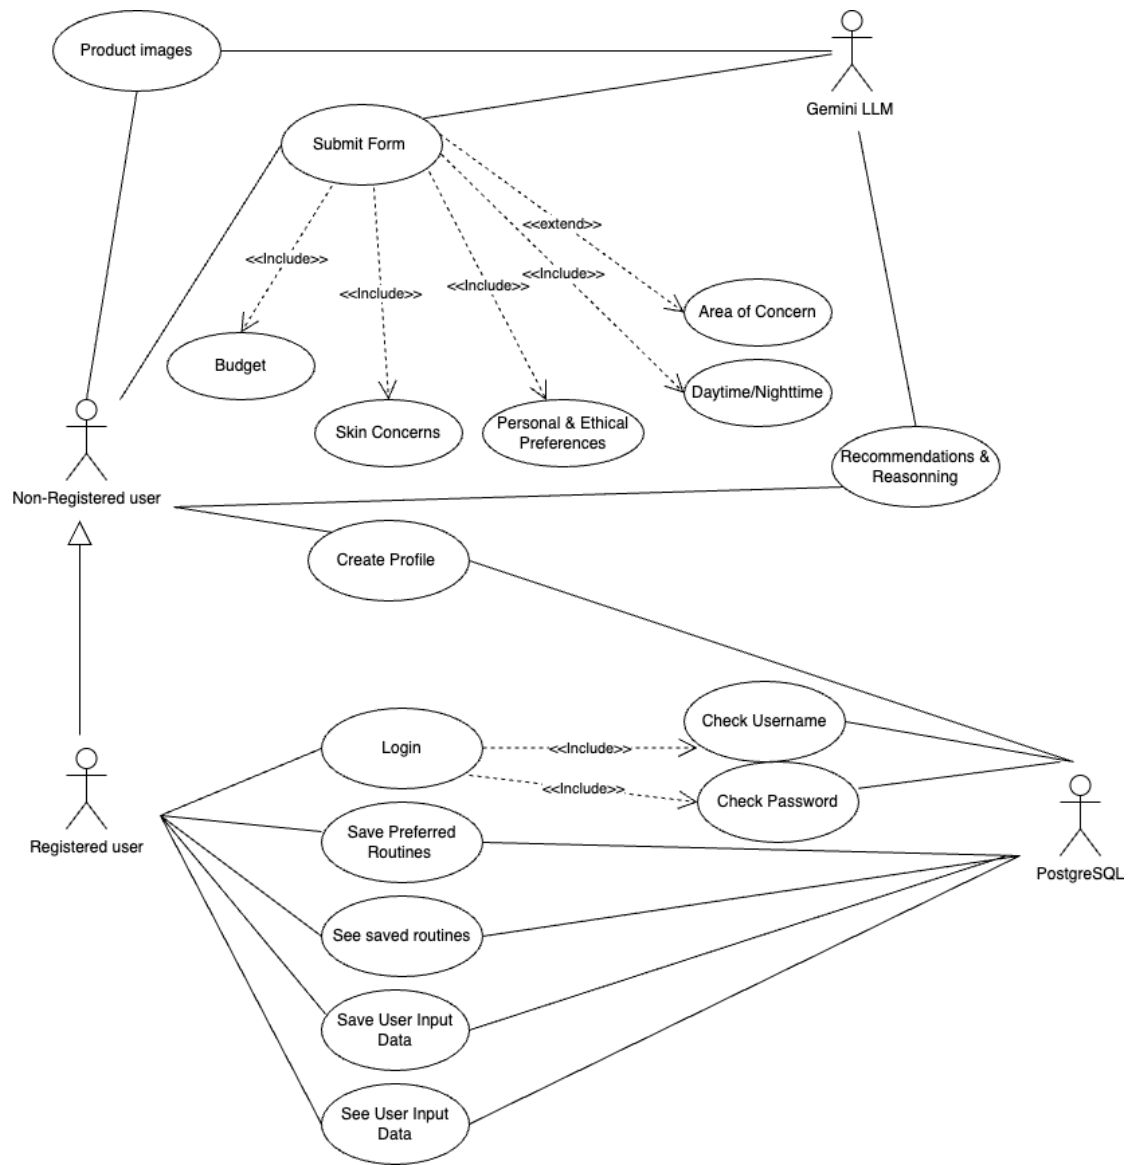 Product images
Gemini LLM
Submit Form
<<extend>>
<<Include>>
<<Include>>
<<Include>>
<<Include>>
Area of Concern
Budget
Daytime/Nighttime
Skin Concerns
Personal & Ethical
Preferences
Recommendations &
Reasonning
Non-Registered user
Create Profile
Check Username
Login
<<Include>>
<<Include>>
Check Password
Save Preferred
Routines
Registered user
PostgreSQL
See saved routines
Save User Input
Data
See User Input
Data